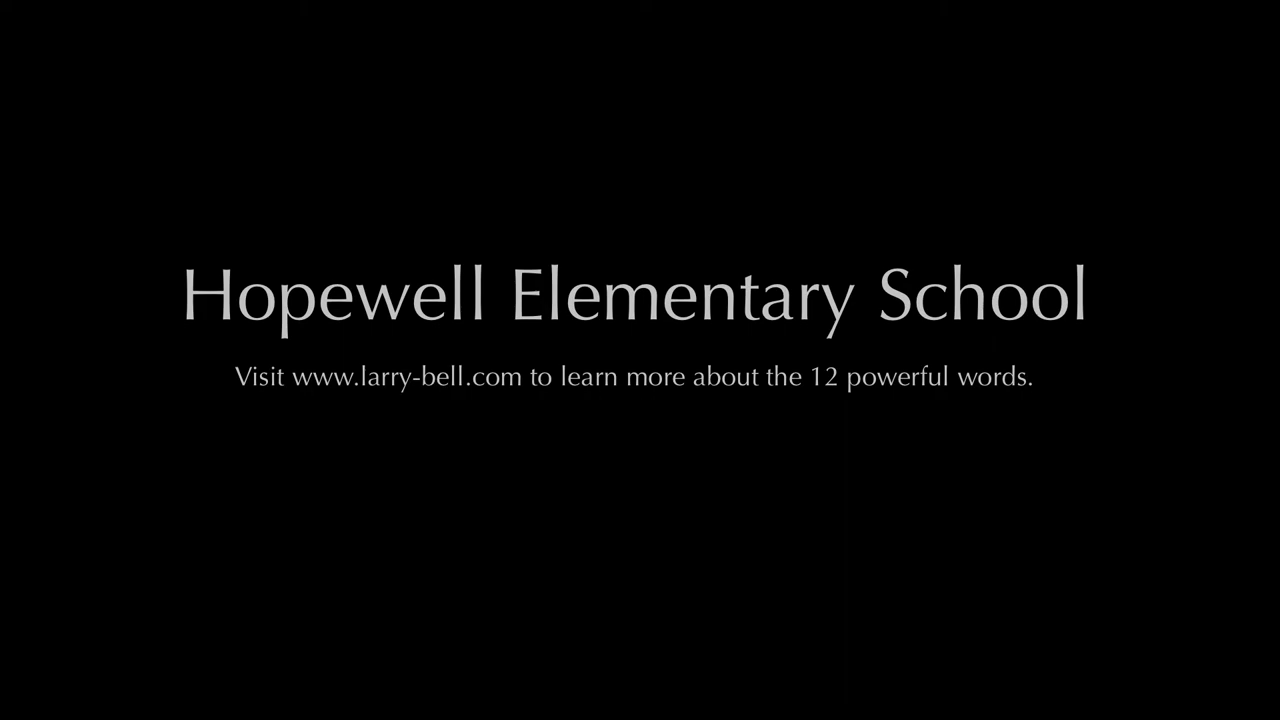 Hopewell Elementary School
Visit www.larry-bell.com to learn more about the 12 powerful words.